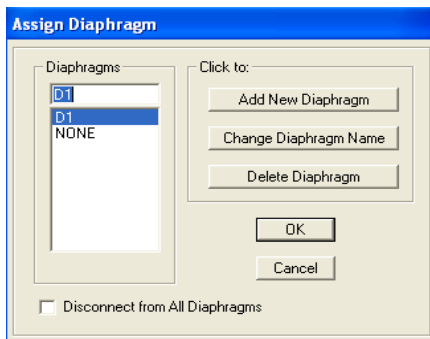 Assign Diaphragm
Diaphragms
D1
D1
NONE
Click to:
Add New Diaphragm
Change Diaphragm Name
Delete Diaphragm
OK
Cancel
Disconnect from All Diaphragms